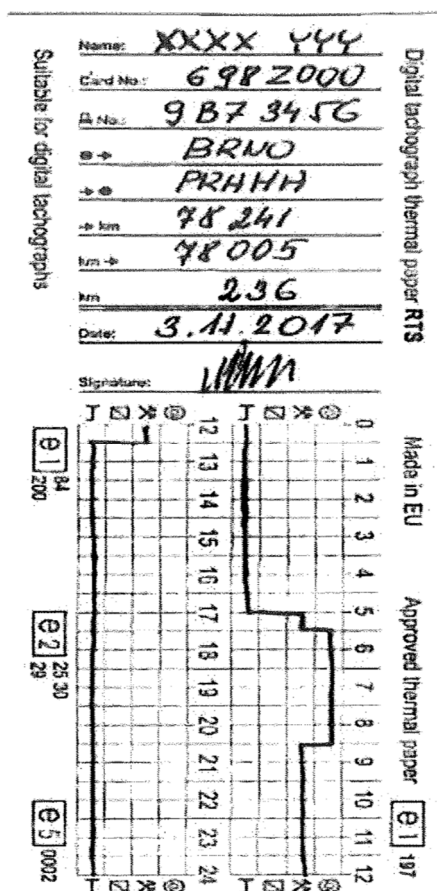 Digital tachograph thermal paper RTS
Made in EU
Approved thermal paper
e1 197
Name: XXXX YYY
Card No.: 698Z000
No.: 9B7 3456
BRNO
PRAHA
km 78 241
km 78 005
km 236
Date: 3.11.2017
Signature:
0 1 2 3 4 5 6 7 8 9 10 11 12
12 13 14 15 16 17 18 19 20 21 22 23 24
Suitable for digital tachographs
e1 84
200
e2 25 30
29
e5 0002